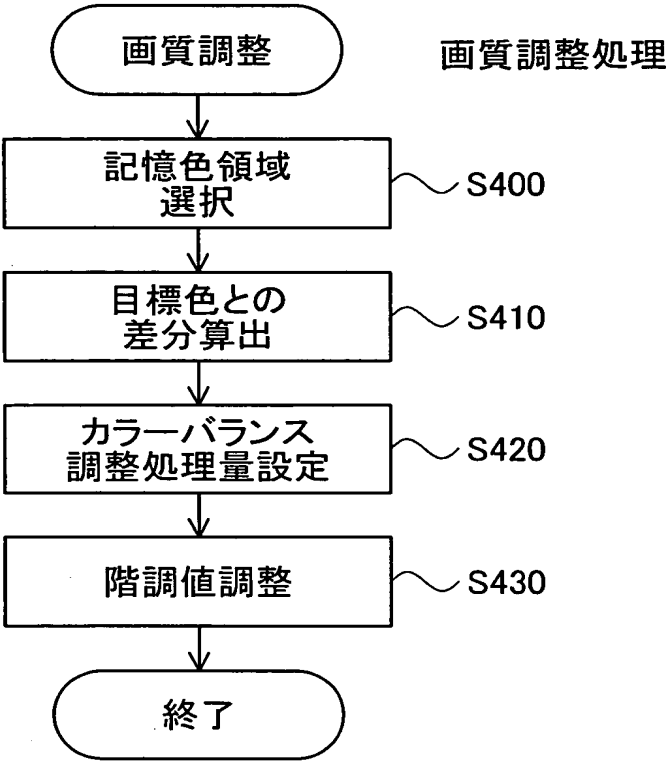 画質調整
画質調整処理
記憶色領域
選択
S400
目標色との
差分算出
S410
カラーバランス
調整処理量設定
S420
階調値調整
S430
終了